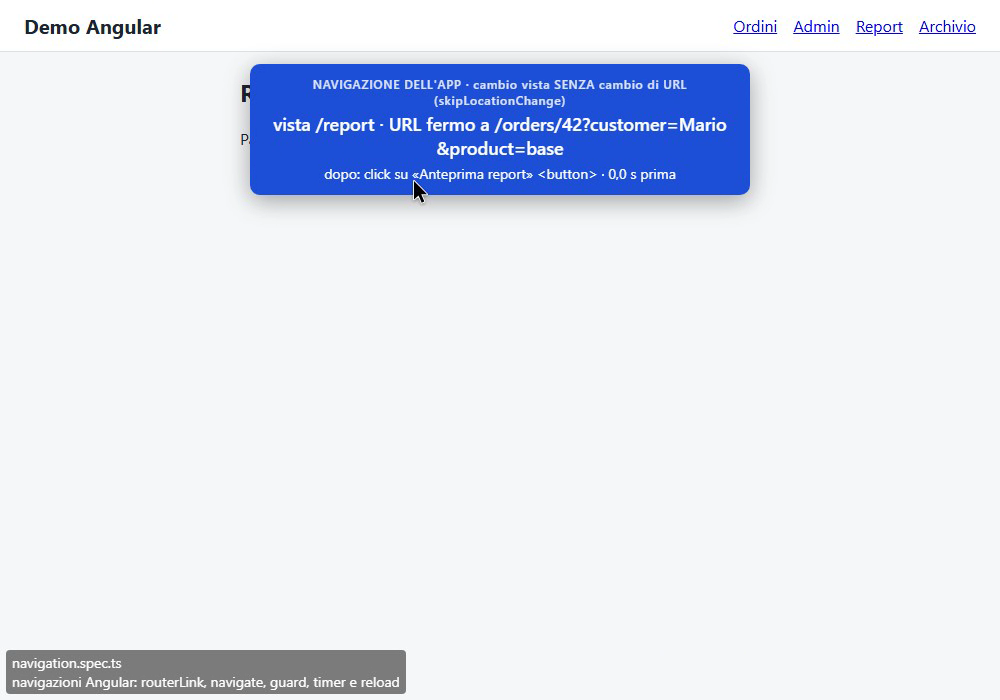 Demo Angular
Ordini Admin Report Archivio
NAVIGAZIONE DELL'APP · cambio vista SENZA cambio di URL
(skipLocationChange)
vista /report · URL fermo a /orders/42?customer=Mario
&product=base
dopo: click su «Anteprima report» <button> · 0,0 s prima
navigation.spec.ts
navigazioni Angular: routerLink, navigate, guard, timer e reload